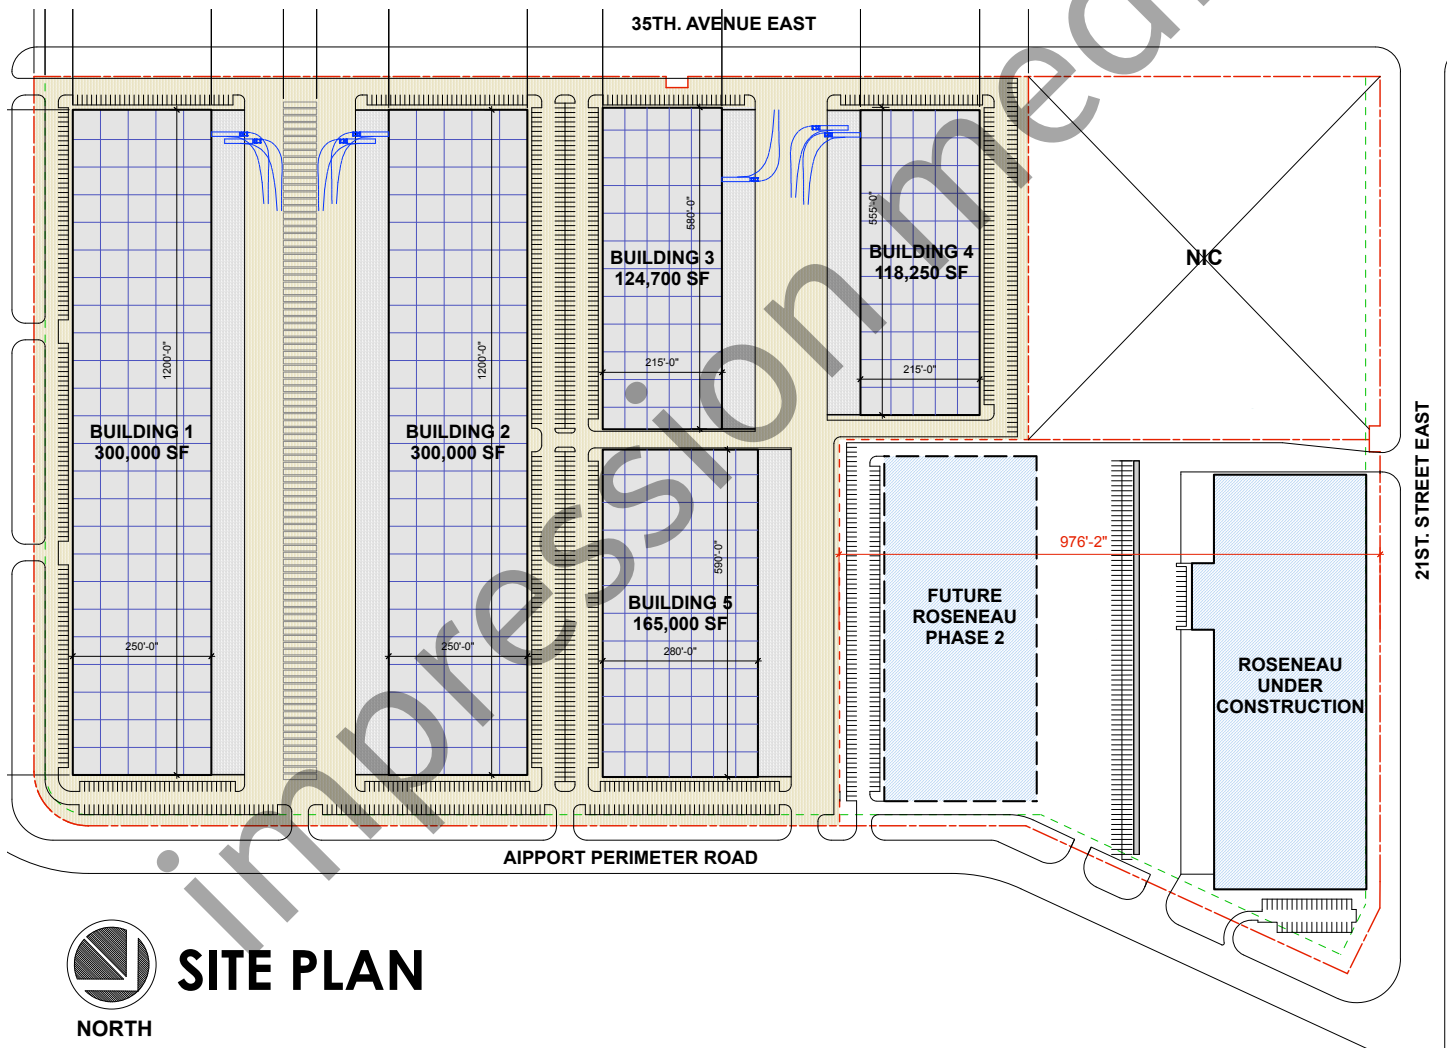 35TH. AVENUE EAST
BUILDING 1
300,000 SF
1200'-0"
250'-0"
BUILDING 2
300,000 SF
1200'-0"
250'-0"
BUILDING 3
124,700 SF
580'-0"
215'-0"
BUILDING 4
118,250 SF
555'-0"
215'-0"
NIC
BUILDING 5
165,000 SF
590'-0"
280'-0"
976'-2"
FUTURE
ROSENEAU
PHASE 2
ROSENEAU
UNDER
CONSTRUCTION
21ST. STREET EAST
AIPPORT PERIMETER ROAD
SITE PLAN
NORTH
impression med